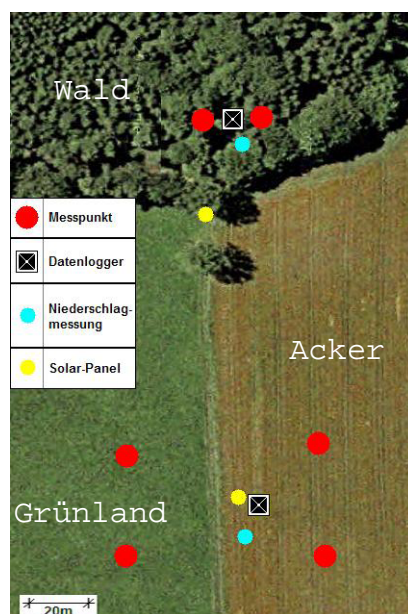 Wald
Messpunkt
Datenlogger
Niederschlag-
messung
Solar-Panel
Acker
Grünland
20m